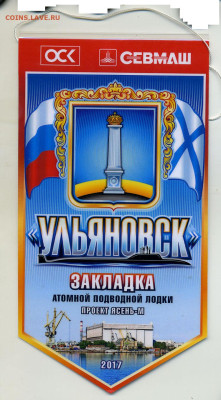 COINS.LAVE.RU
ОСК СЕВМАШ
«УЛЬЯНОВСК»
ЗАКЛАДКА
АТОМНОЙ ПОДВОДНОЙ ЛОДКИ
ПРОЕКТ ЯСЕНЬ-М
2017